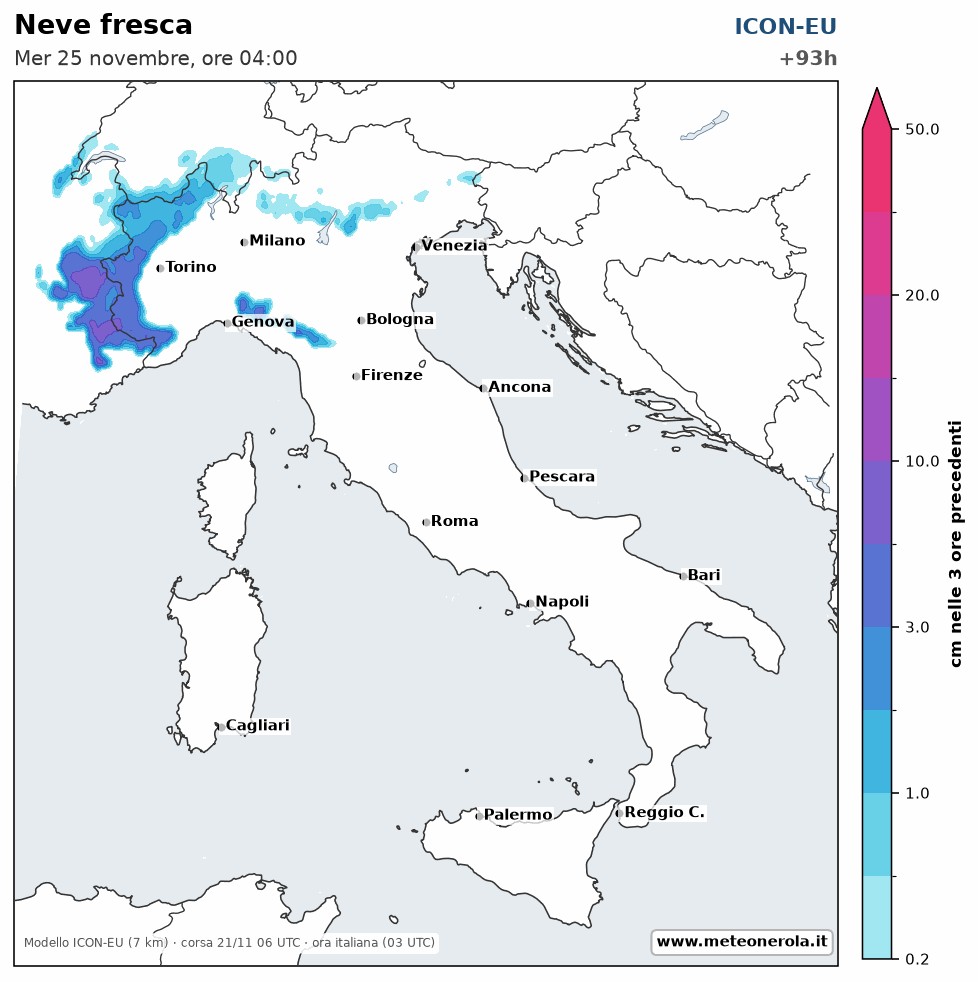 Neve fresca
ICON-EU
Mer 25 novembre, ore 04:00
+93h
50.0
20.0
10.0
3.0
1.0
0.2
cm nelle 3 ore precedenti
Milano
Venezia
Torino
Genova
Bologna
Firenze
Ancona
Pescara
Roma
Bari
Napoli
Cagliari
Palermo
Reggio C.
Modello ICON-EU (7 km) · corsa 21/11 06 UTC · ora italiana (03 UTC)
www.meteonerola.it